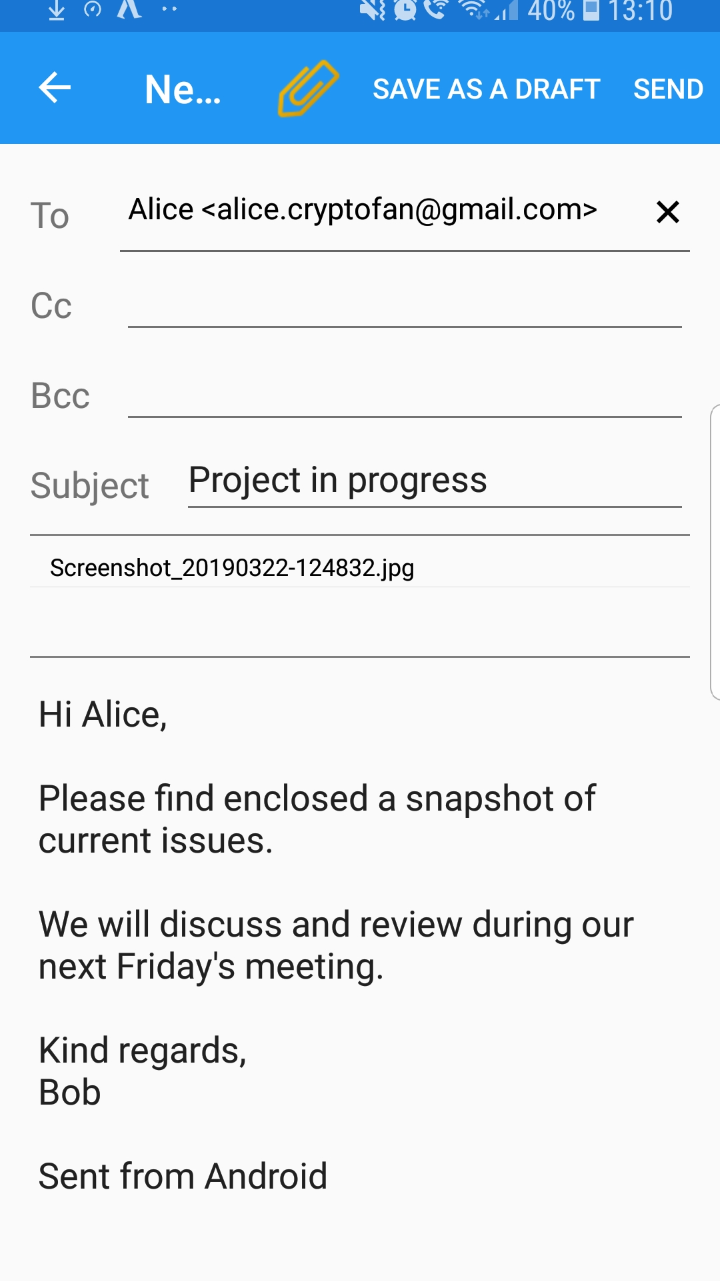 40% 13:10
Ne... SAVE AS A DRAFT SEND
To Alice <alice.cryptofan@gmail.com>
Cc
Bcc
Subject Project in progress
Screenshot_20190322-124832.jpg
Hi Alice,
Please find enclosed a snapshot of
current issues.
We will discuss and review during our
next Friday's meeting.
Kind regards,
Bob
Sent from Android